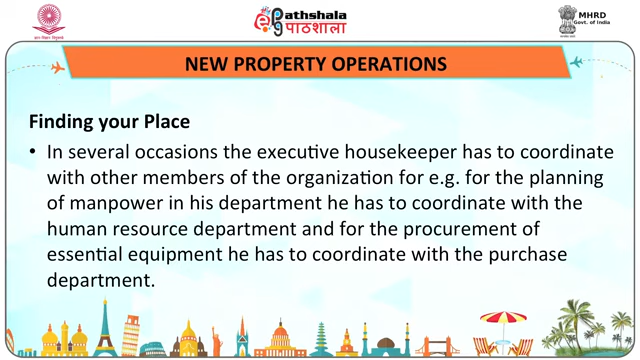 ePathshala
पाठशाला
MHRD
Govt. of India
NEW PROPERTY OPERATIONS
Finding your Place
• In several occasions the executive housekeeper has to coordinate
with other members of the organization for e.g. for the planning
of manpower in his department he has to coordinate with the
human resource department and for the procurement of
essential equipment he has to coordinate with the purchase
department.